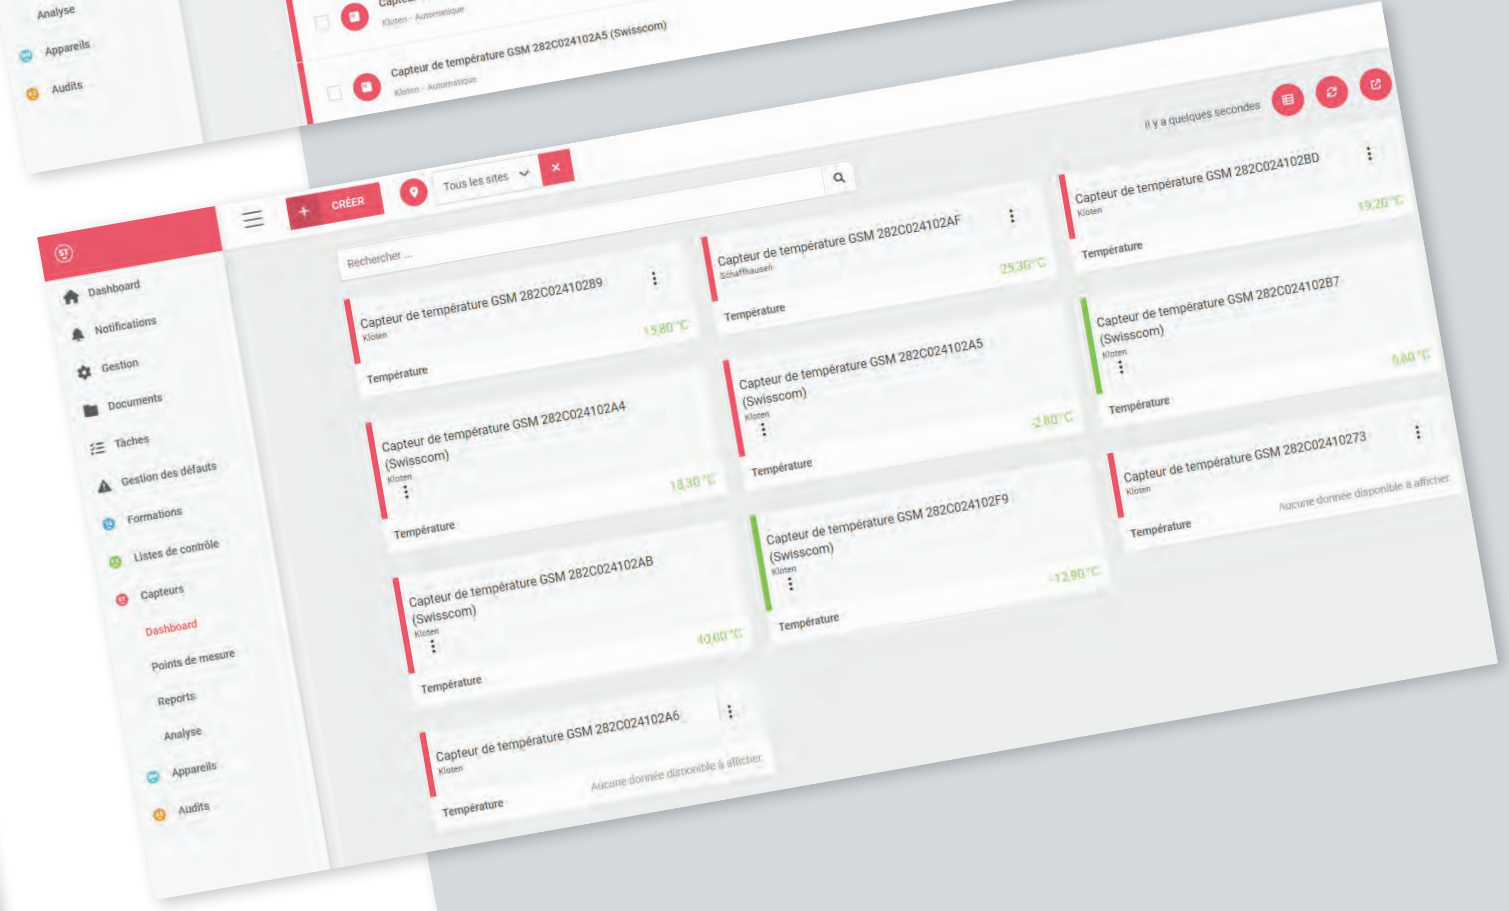 Analyse
Appareils
Audits
Kloten - Automatique
Capteur de température GSM 282C024102A5 (Swisscom)
Kloten - Automatique
ST
CRÉER
Tous les sites
il y a quelques secondes
Rechercher ...
Dashboard
Notifications
Gestion
Documents
Tâches
Gestion des défauts
Formations
Listes de contrôle
Capteurs
Dashboard
Points de mesure
Reports
Analyse
Appareils
Audits
Capteur de température GSM 282C02410289
Kloten
15,80 °C
Température
Capteur de température GSM 282C024102AF
Schaffhausen
25,30 °C
Température
Capteur de température GSM 282C024102BD
Kloten
19,20 °C
Température
Capteur de température GSM 282C024102A4
(Swisscom)
Kloten
18,30 °C
Température
Capteur de température GSM 282C024102A5
(Swisscom)
Kloten
-2,80 °C
Température
Capteur de température GSM 282C024102B7
(Swisscom)
Kloten
Température
Capteur de température GSM 282C024102AB
(Swisscom)
Kloten
40,00 °C
Température
Capteur de température GSM 282C024102F9
(Swisscom)
Kloten
-12,90 °C
Température
Capteur de température GSM 282C02410273
Kloten
Aucune donnée disponible à afficher
Température
Capteur de température GSM 282C024102A6
Kloten
Aucune donnée disponible à afficher
Température